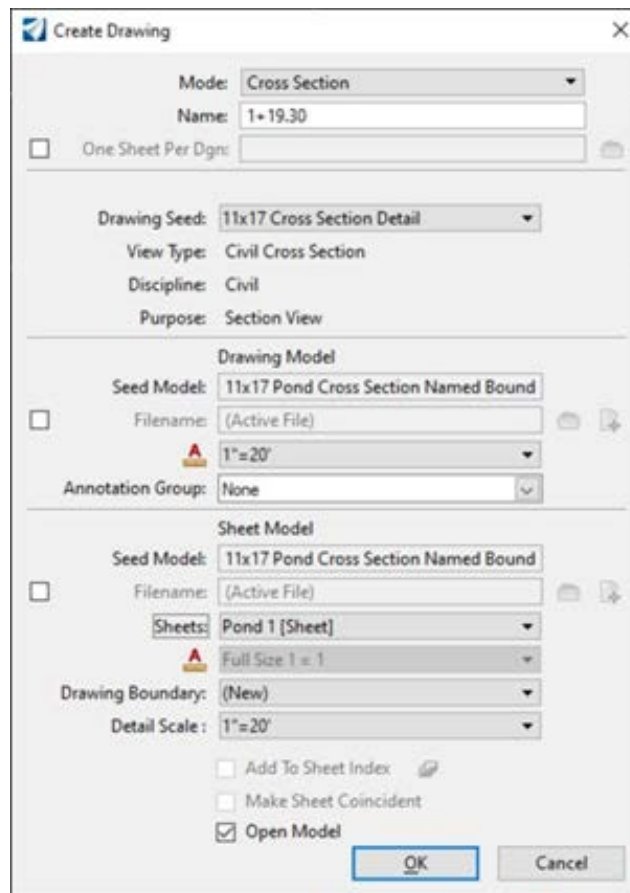 Create Drawing
Mode: Cross Section
Name: 1+19.30
One Sheet Per Dgn:
Drawing Seed: 11x17 Cross Section Detail
View Type: Civil Cross Section
Discipline: Civil
Purpose: Section View
Drawing Model
Seed Model: 11x17 Pond Cross Section Named Bound
Filename: (Active File)
A 1"=20'
Annotation Group: None
Sheet Model
Seed Model: 11x17 Pond Cross Section Named Bound
Filename: (Active File)
Sheets: Pond 1 [Sheet]
A Full Size 1 = 1
Drawing Boundary: (New)
Detail Scale : 1"=20'
Add To Sheet Index
Make Sheet Coincident
Open Model
OK Cancel